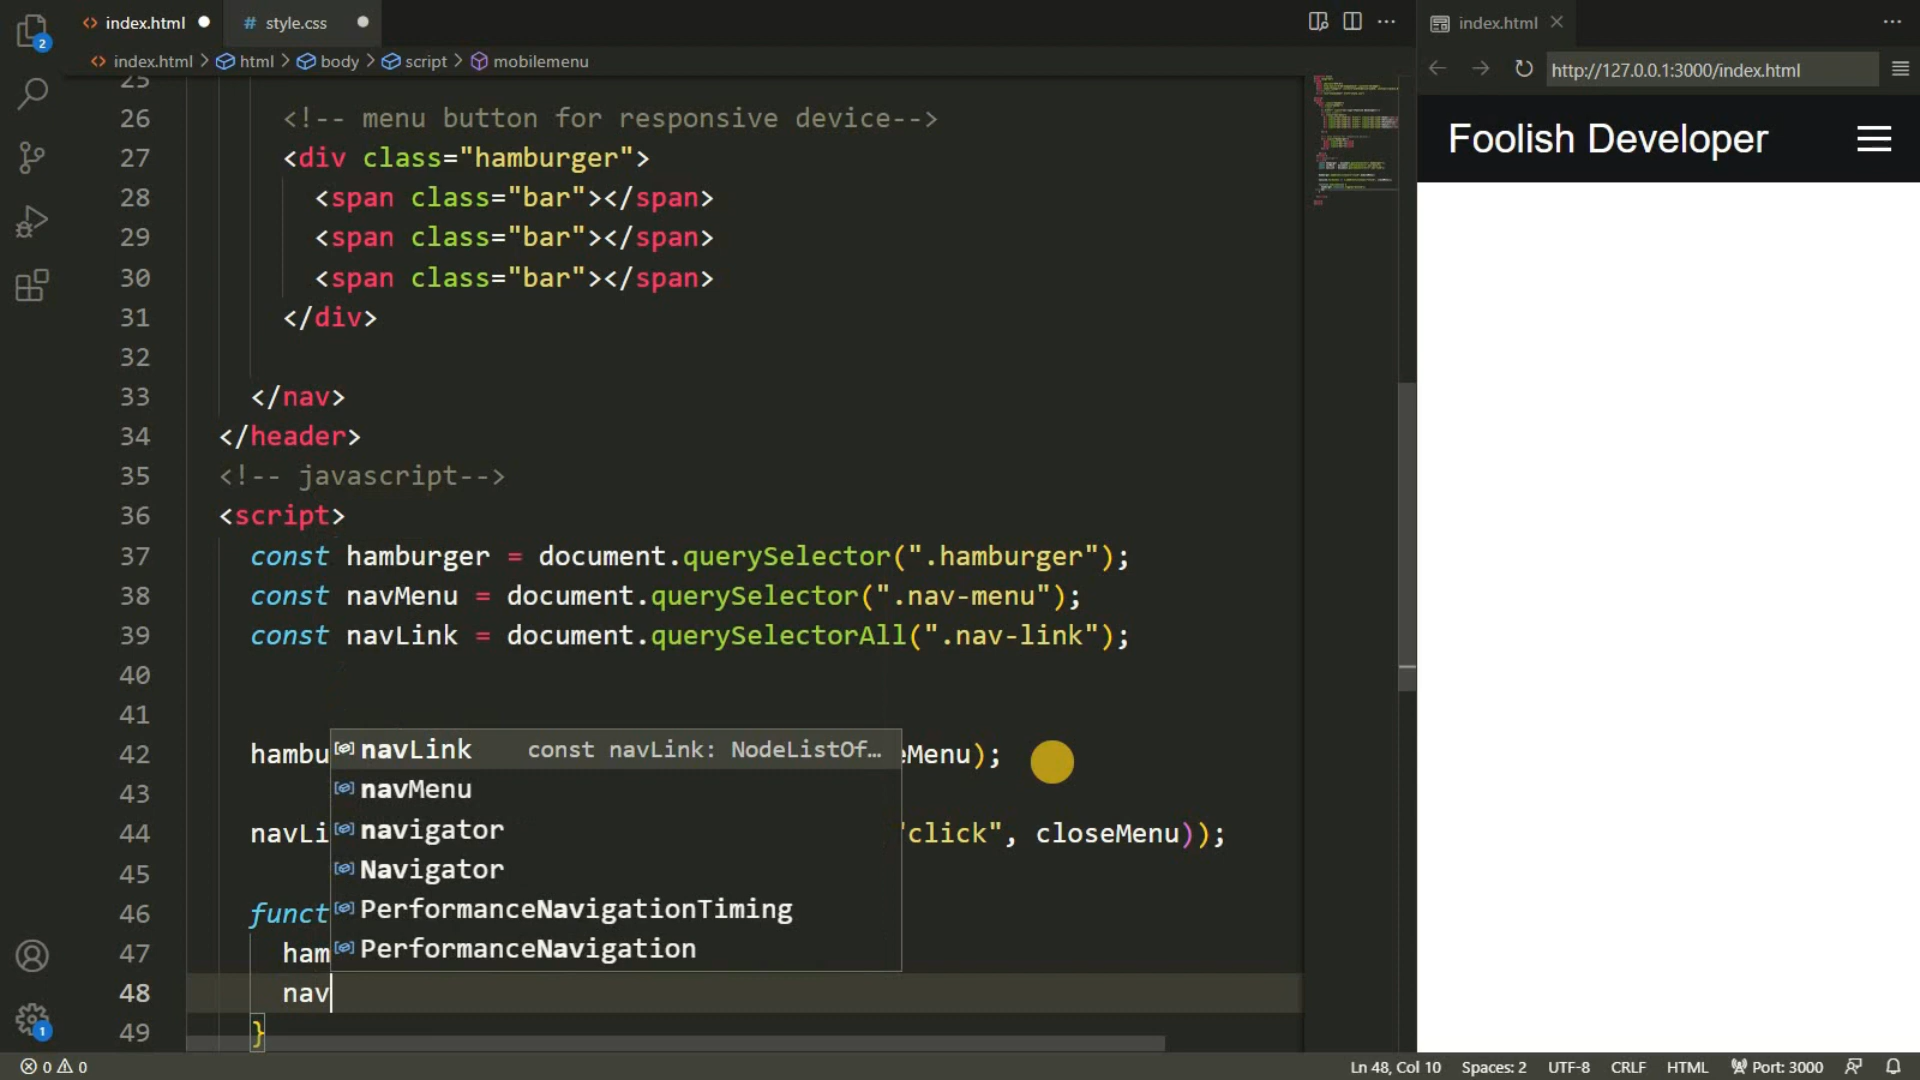 index.html
style.css
index.html
index.html > html > body > script > mobilemenu
http://127.0.0.1:3000/index.html
2
25
26 <!-- menu button for responsive device-->
27 <div class="hamburger">
28 <span class="bar"></span>
29 <span class="bar"></span>
30 <span class="bar"></span>
31 </div>
32
33 </nav>
34 </header>
35 <!-- javascript-->
36 <script>
37 const hamburger = document.querySelector(".hamburger");
38 const navMenu = document.querySelector(".nav-menu");
39 const navLink = document.querySelectorAll(".nav-link");
40
41
42 hambu eMenu);
43
44 navLi "click", closeMenu));
45
46 funct
47 ham
48 nav
49 }
navLink const navLink: NodeListOf…
navMenu
navigator
Navigator
PerformanceNavigationTiming
PerformanceNavigation
Foolish Developer
1
0 0
Ln 48, Col 10 Spaces: 2 UTF-8 CRLF HTML Port: 3000